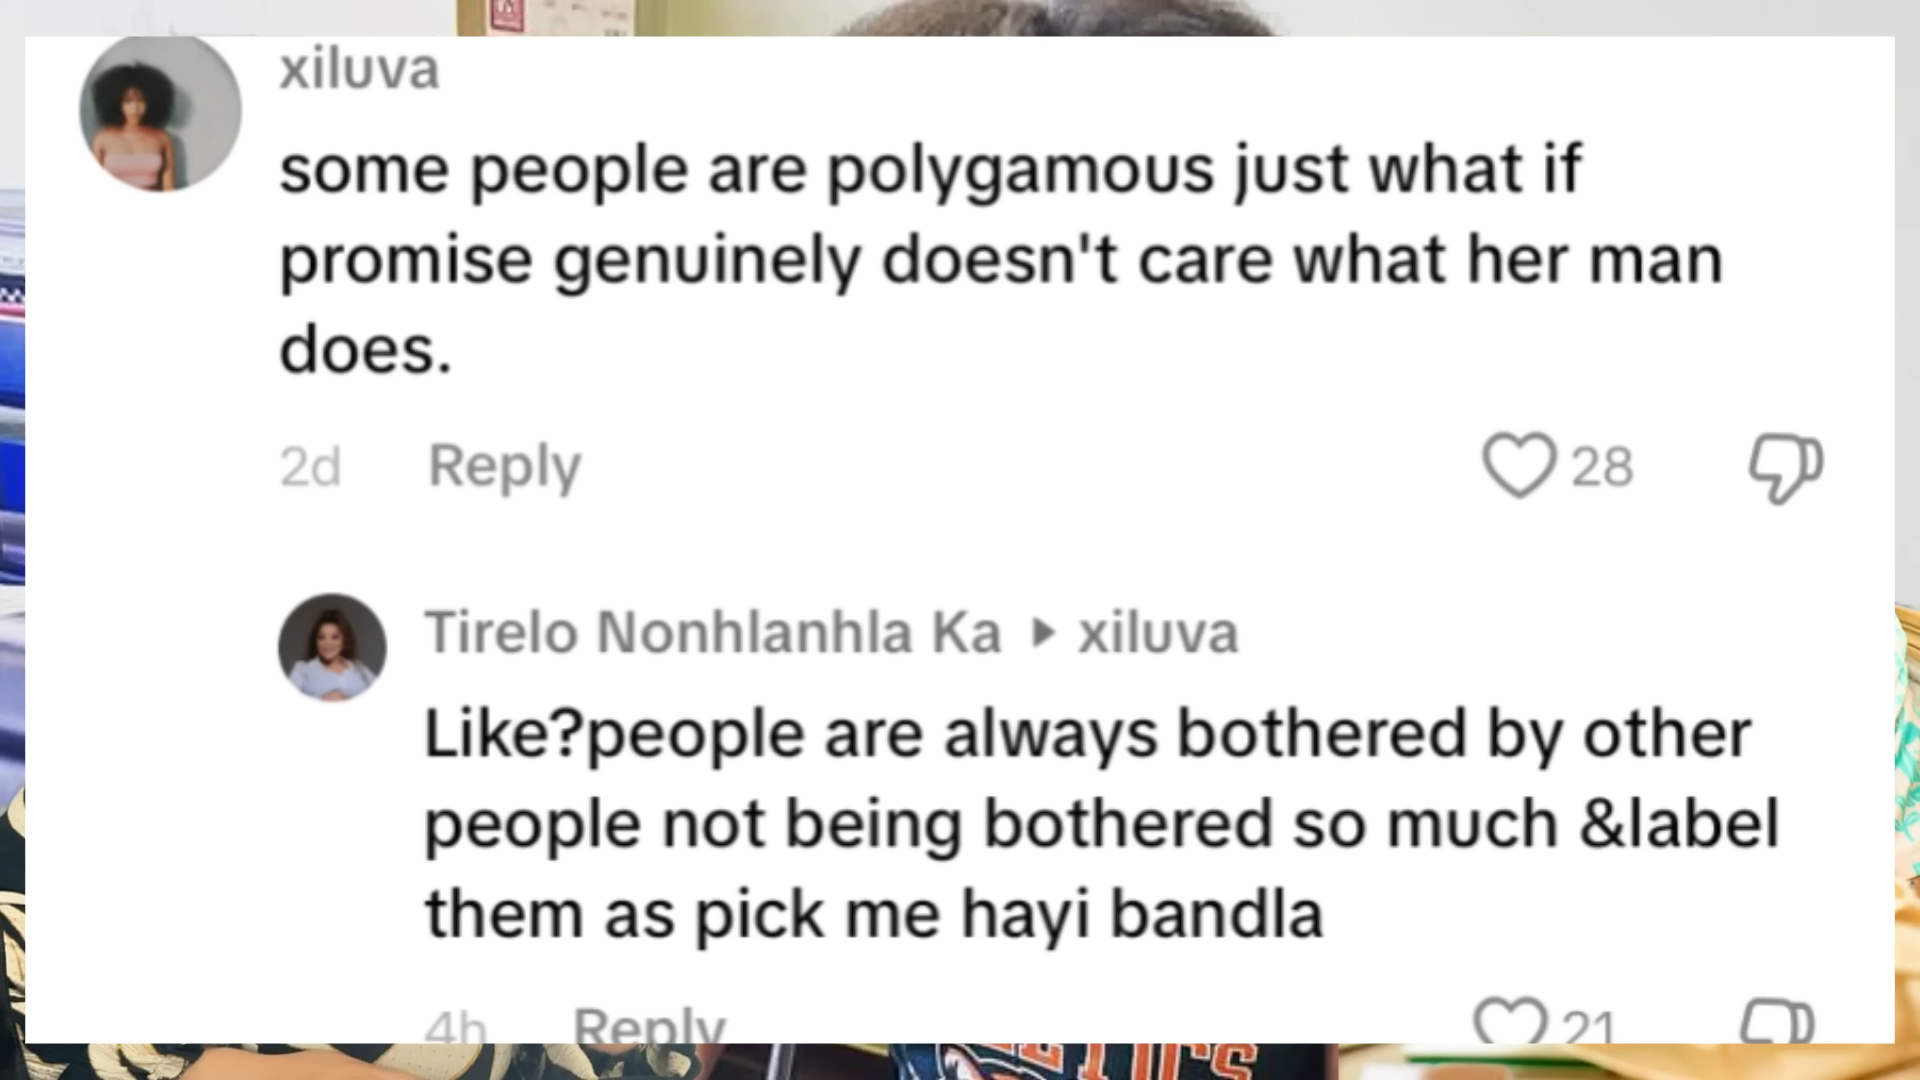 xiluva
some people are polygamous just what if
promise genuinely doesn't care what her man
does.
2d Reply 28
Tirelo Nonhlanhla Ka ▸ xiluva
Like?people are always bothered by other
people not being bothered so much &label
them as pick me hayi bandla
4h Reply 21